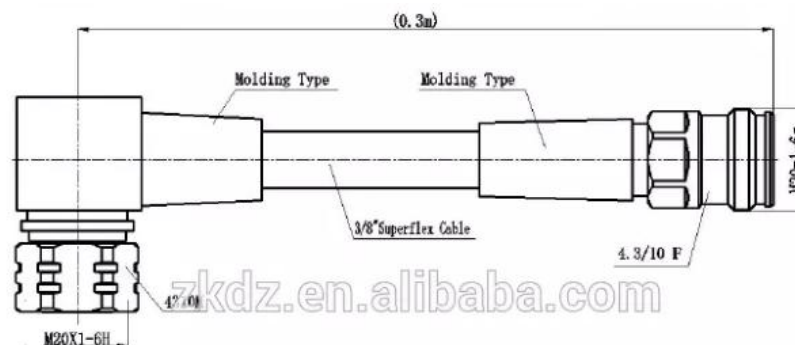 (0.3m)
Molding Type
Molding Type
3/8"Superflex Cable
4.3/10 F
zkdz.en.alibaba.com
M20X1-6H